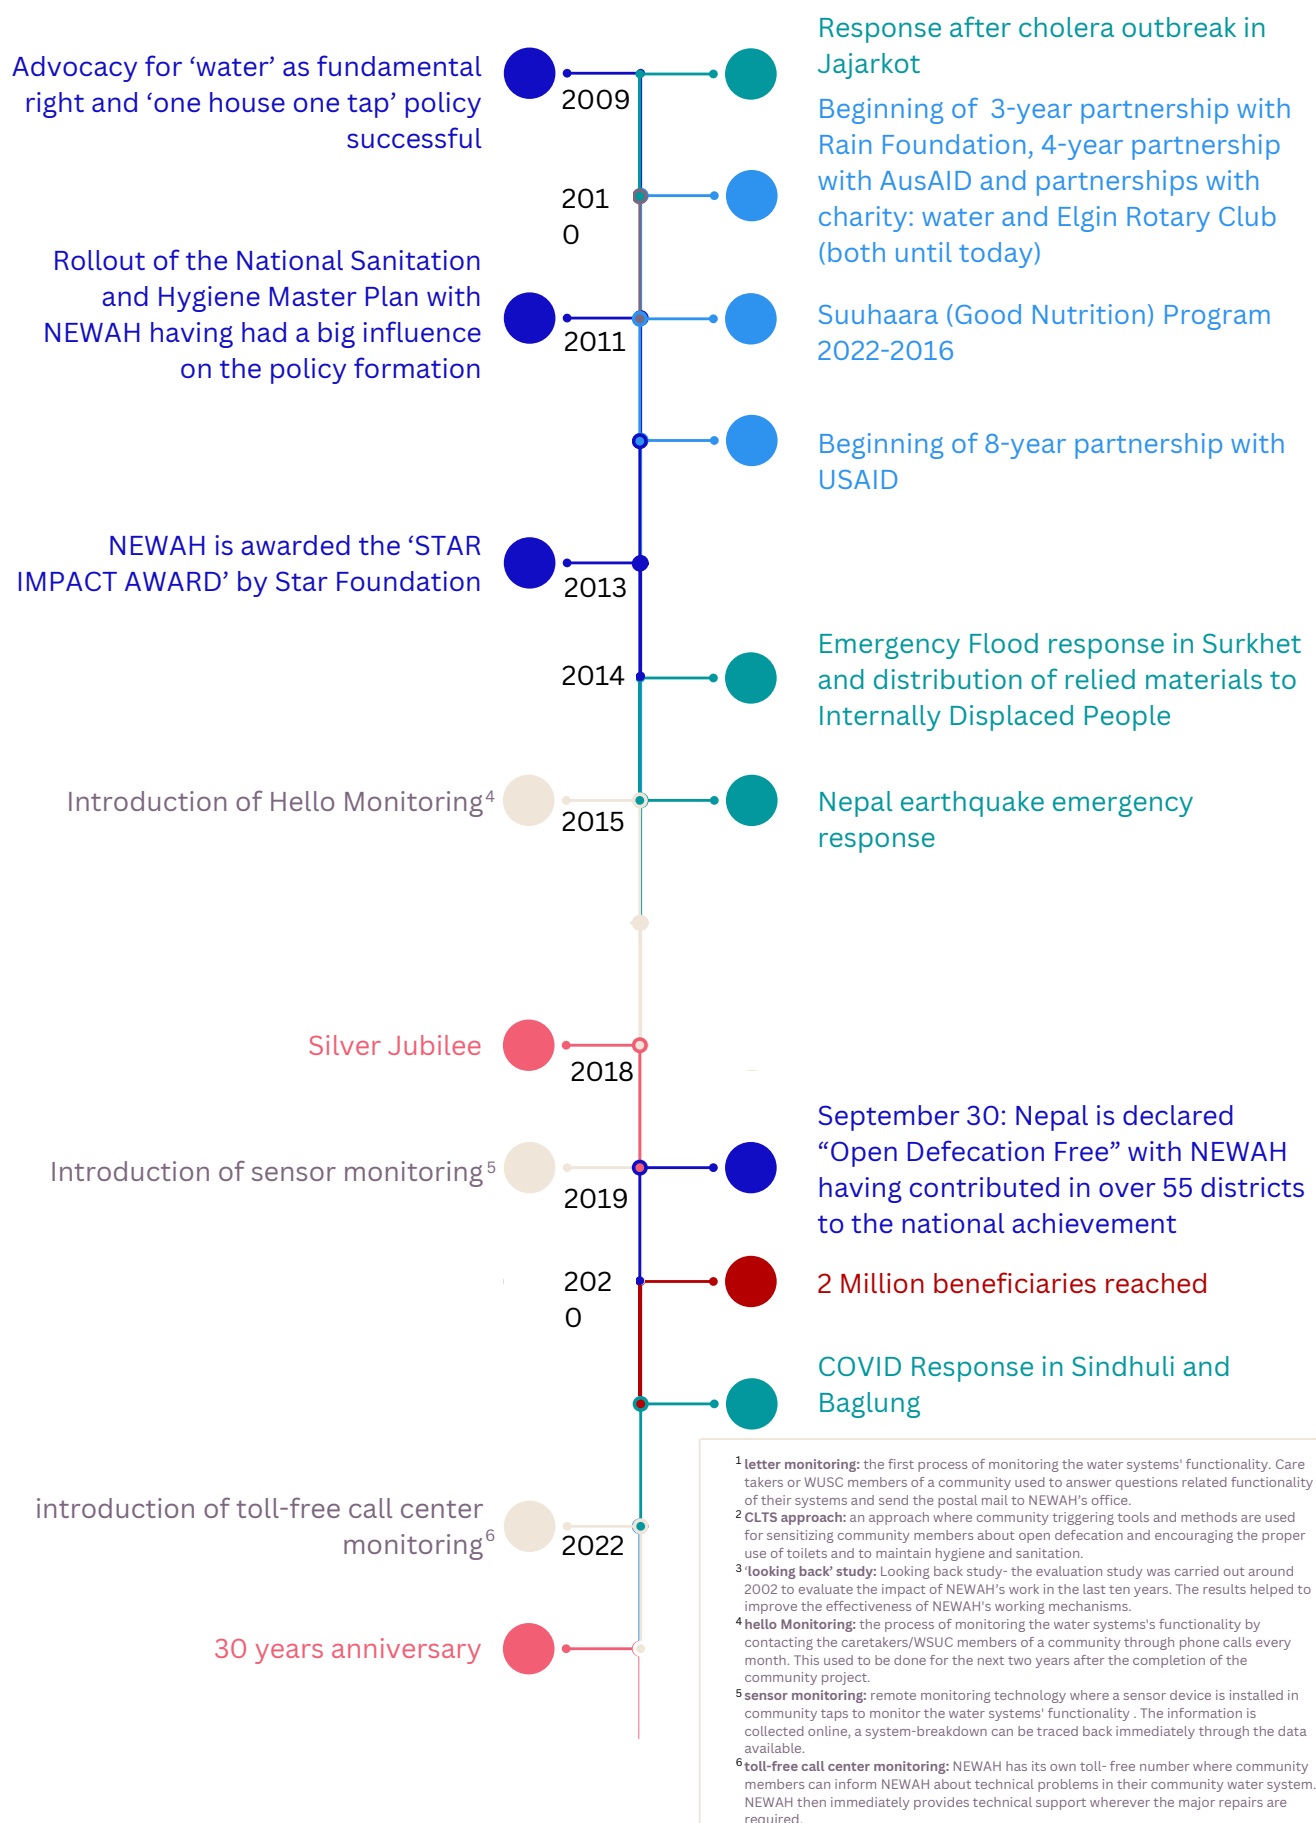 Response after cholera outbreak in
Jajarkot
Advocacy for ‘water’ as fundamental
right and ‘one house one tap’ policy
successful
2009
Beginning of  3-year partnership with
Rain Foundation, 4-year partnership
with AusAID and partnerships with
charity: water and Elgin Rotary Club
(both until today)
201
0
Rollout of the National Sanitation
and Hygiene Master Plan with
NEWAH having had a big influence
on the policy formation
2011
Suuhaara (Good Nutrition) Program
2022-2016
Beginning of 8-year partnership with
USAID
NEWAH is awarded the ‘STAR
IMPACT AWARD’ by Star Foundation
2013
Emergency Flood response in Surkhet
and distribution of relied materials to
Internally Displaced People
2014
Introduction of Hello Monitoring⁴
2015
Nepal earthquake emergency
response
Silver Jubilee
2018
September 30: Nepal is declared
“Open Defecation Free” with NEWAH
having contributed in over 55 districts
to the national achievement
Introduction of sensor monitoring⁵
2019
202
0
2 Million beneficiaries reached
COVID Response in Sindhuli and
Baglung
introduction of toll-free call center
monitoring⁶
2022
30 years anniversary
¹ letter monitoring: the first process of monitoring the water systems' functionality. Care
takers or WUSC members of a community used to answer questions related functionality
of their systems and send the postal mail to NEWAH’s office.
² CLTS approach: an approach where community triggering tools and methods are used
for sensitizing community members about open defecation and encouraging the proper
use of toilets and to maintain hygiene and sanitation.
³ ‘looking back’ study: Looking back study- the evaluation study was carried out around
2002 to evaluate the impact of NEWAH’s work in the last ten years. The results helped to
improve the effectiveness of NEWAH's working mechanisms.
⁴ hello Monitoring: the process of monitoring the water systems's functionality by
contacting the caretakers/WSUC members of a community through phone calls every
month. This used to be done for the next two years after the completion of the
community project.
⁵ sensor monitoring: remote monitoring technology where a sensor device is installed in
community taps to monitor the water systems' functionality . The information is
collected online, a system-breakdown can be traced back immediately through the data
available.
⁶ toll-free call center monitoring: NEWAH has its own toll- free number where community
members can inform NEWAH about technical problems in their community water system.
NEWAH then immediately provides technical support wherever the major repairs are
required.